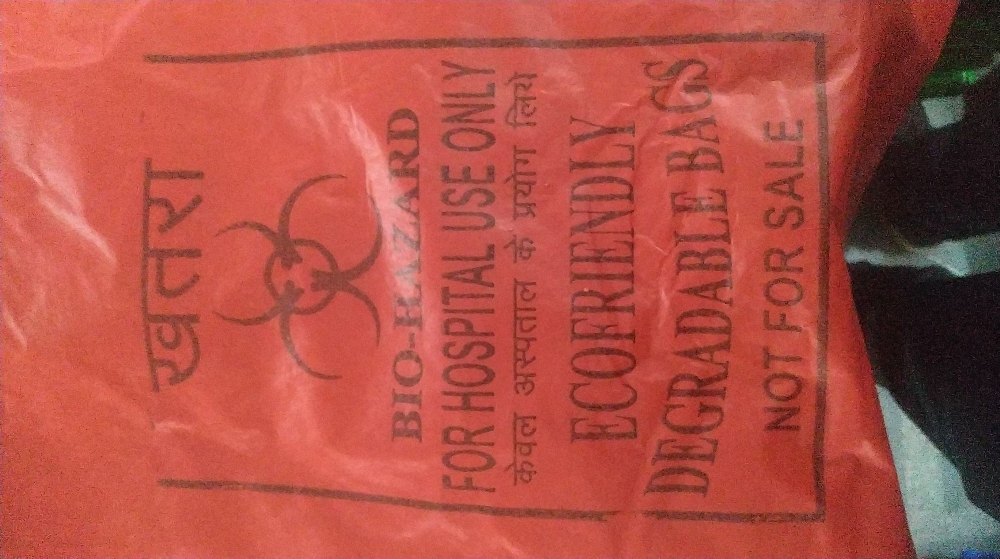 खतरा
BIO-HAZARD
FOR HOSPITAL USE ONLY
केवल अस्पताल के प्रयोग लिये
ECOFRIENDLY
DEGRADABLE BAGS
NOT FOR SALE